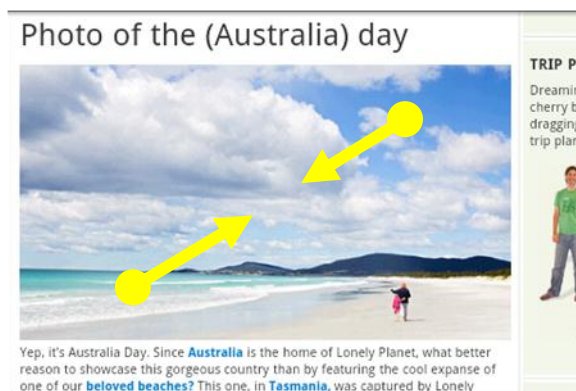 Photo of the (Australia) day
TRIP P
Dreamin
cherry b
dragging
trip plan
Yep, it's Australia Day. Since Australia is the home of Lonely Planet, what better
reason to showcase this gorgeous country than by featuring the cool expanse of
one of our beloved beaches? This one, in Tasmania, was captured by Lonely